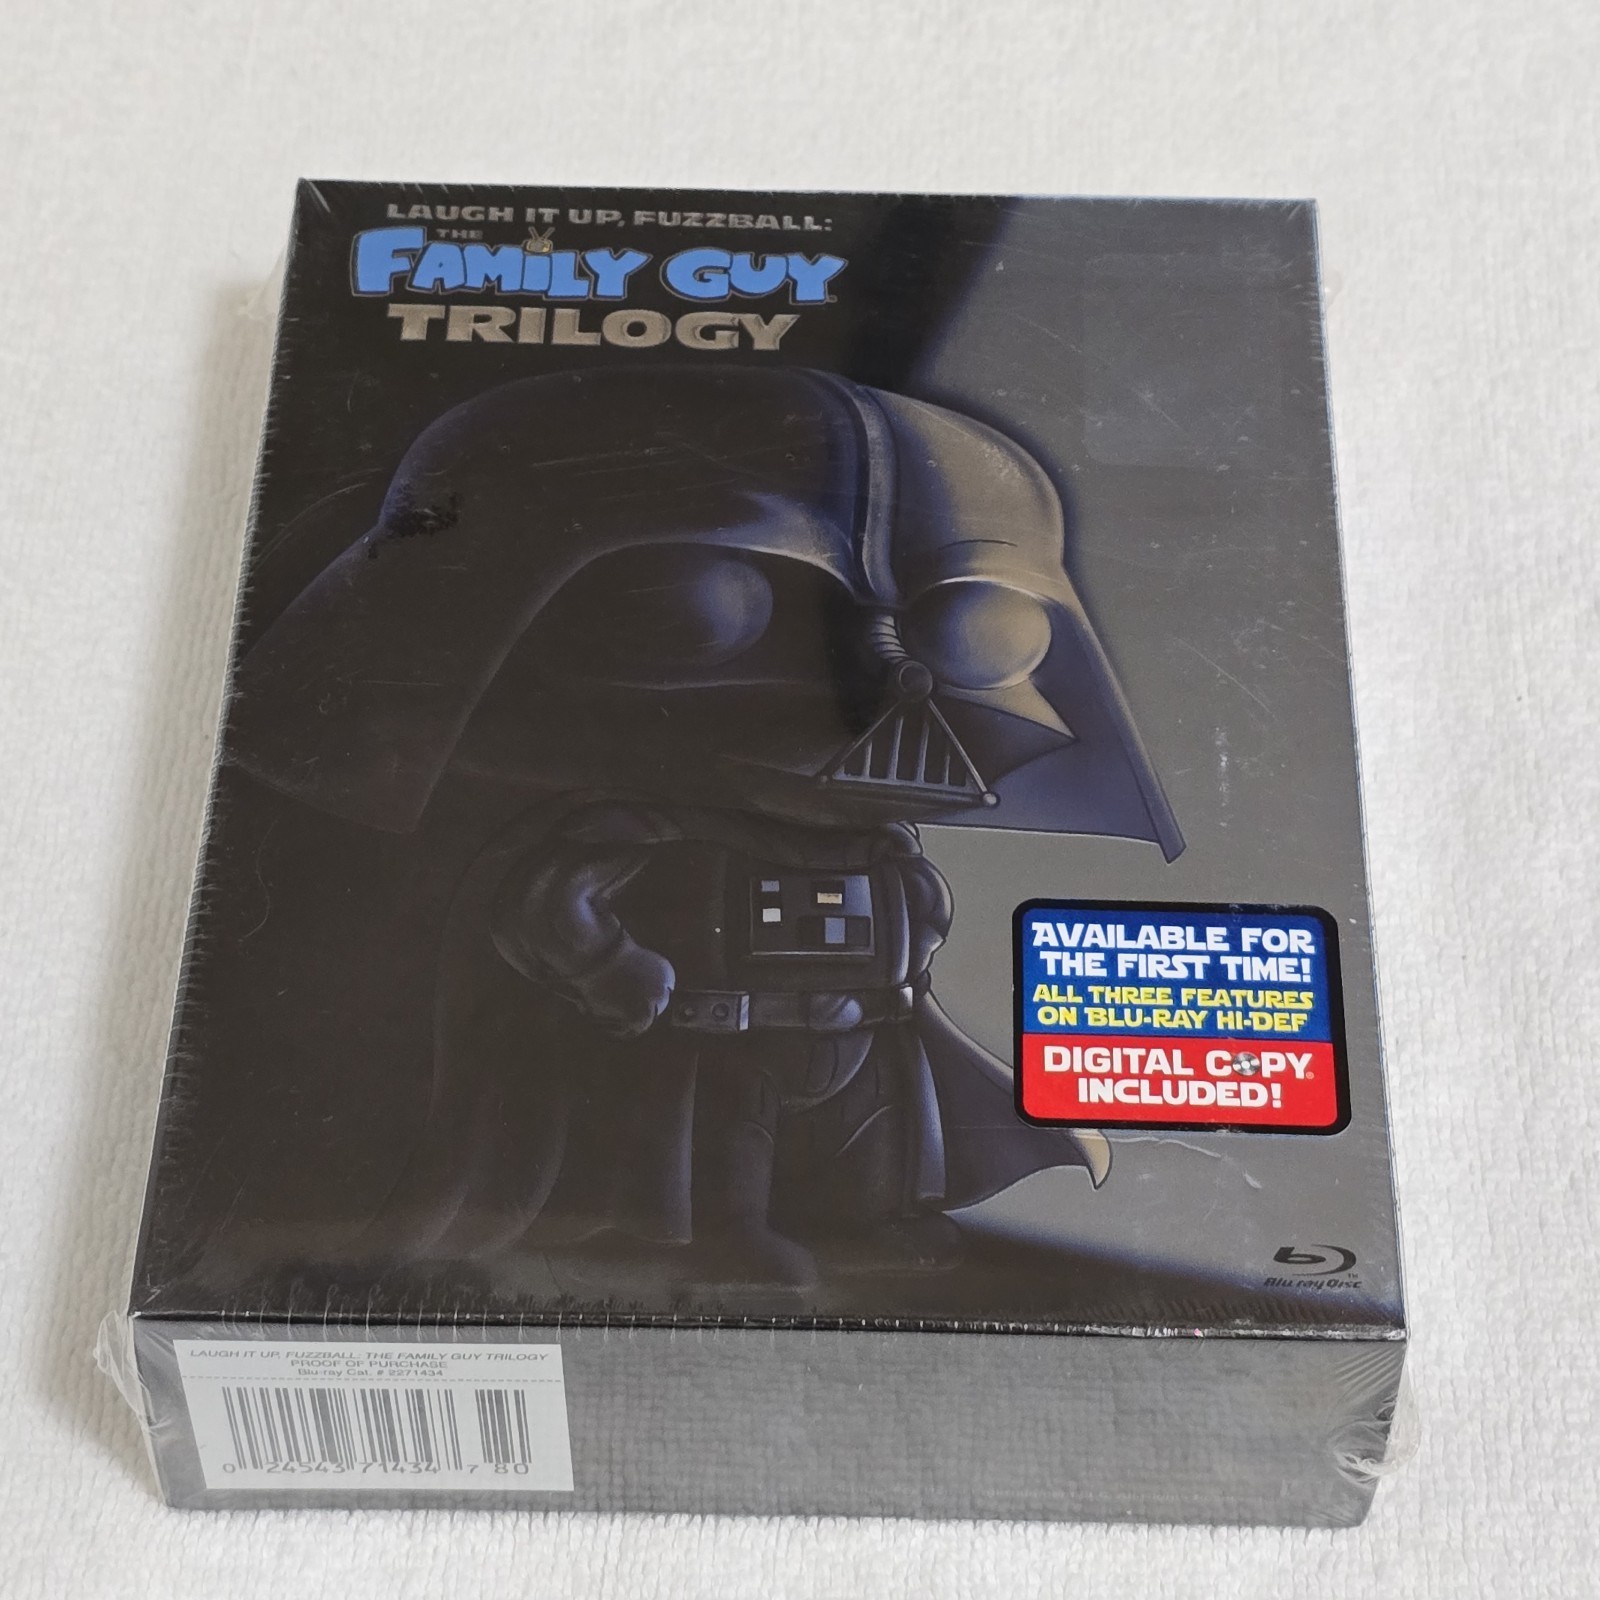 LAUGH IT UP, FUZZBALL:
THE
FAMILY GUY
TRILOGY
AVAILABLE FOR
THE FIRST TIME!
ALL THREE FEATURES
ON BLU-RAY HI-DEF
DIGITAL COPY
INCLUDED!
Blu-ray Disc™
LAUGH IT UP, FUZZBALL: THE FAMILY GUY TRILOGY
PROOF OF PURCHASE
Blu-ray Cat. # 2271434
0 24543 71434 7 80